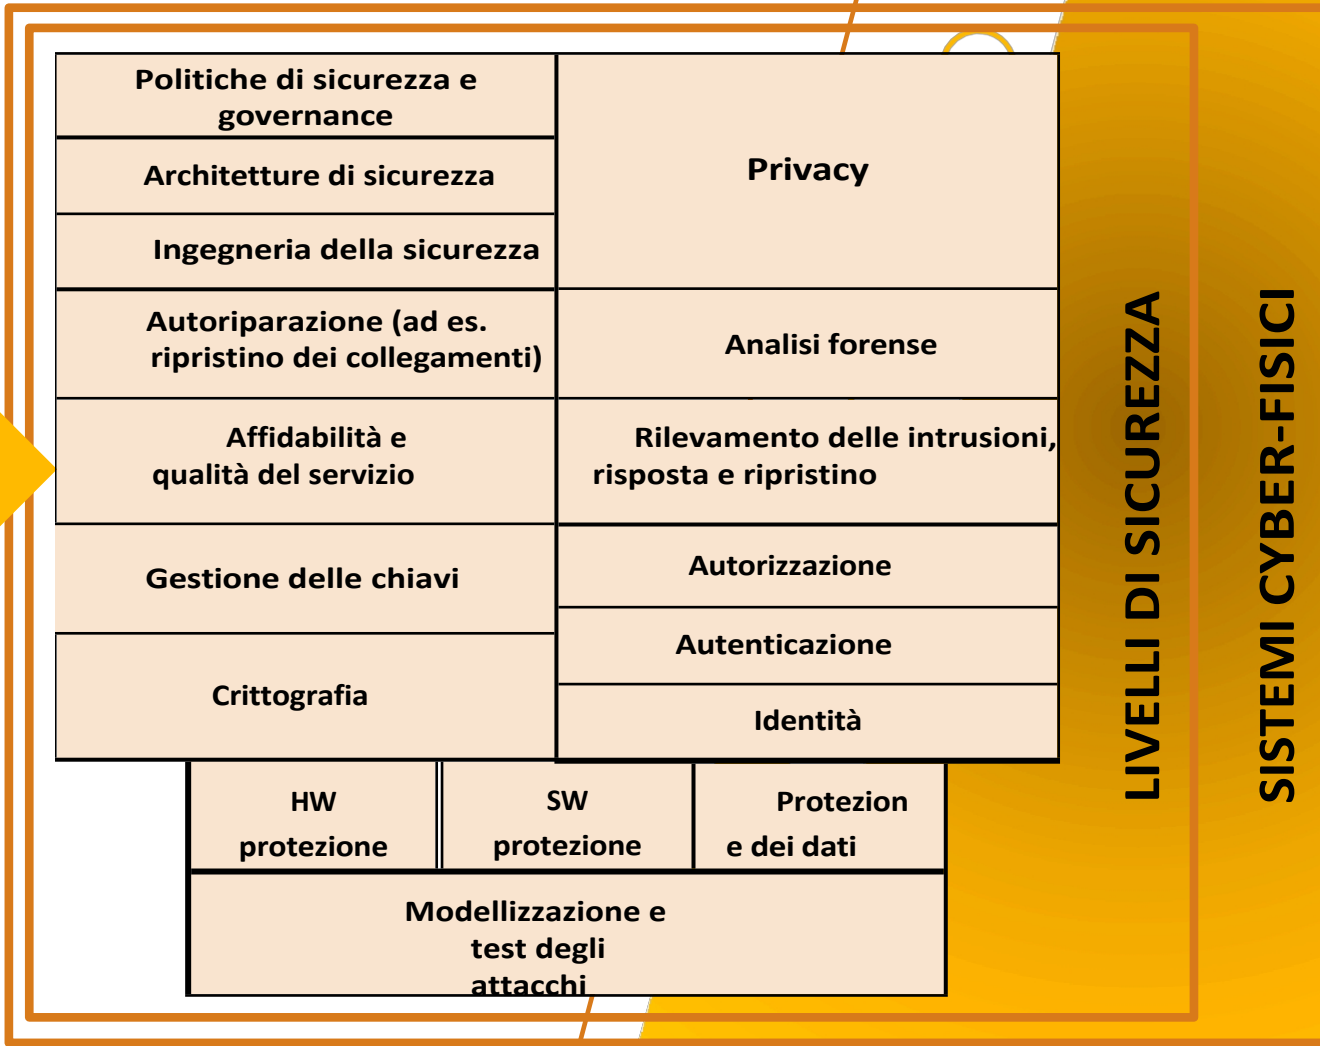 Politiche di sicurezza e
governance
Architetture di sicurezza
Ingegneria della sicurezza
Autoriparazione (ad es.
ripristino dei collegamenti)
Affidabilità e
qualità del servizio
Gestione delle chiavi
Crittografia
Privacy
Analisi forense
Rilevamento delle intrusioni,
risposta e ripristino
Autorizzazione
Autenticazione
Identità
HW
protezione
SW
protezione
Protezion
e dei dati
Modellizzazione e
test degli
attacchi
LIVELLI DI SICUREZZA
SISTEMI CYBER-FISICI